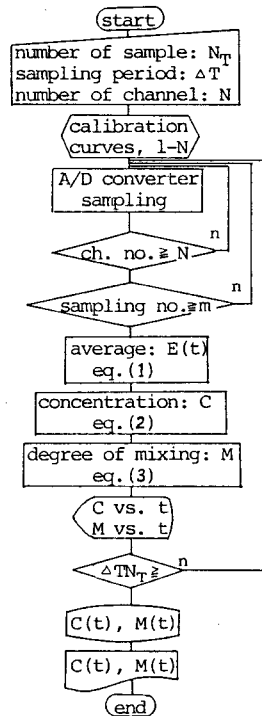 start
number of sample: N_T
sampling period: ΔT
number of channel: N
calibration
curves, 1-N
A/D converter
sampling
n
ch. no.≧ N
n
sampling no.≧m
average: E(t)
eq.(1)
concentration: C
eq.(2)
degree of mixing: M
eq.(3)
C vs. t
M vs. t
n
ΔTN_T≧
C(t), M(t)
C(t), M(t)
end